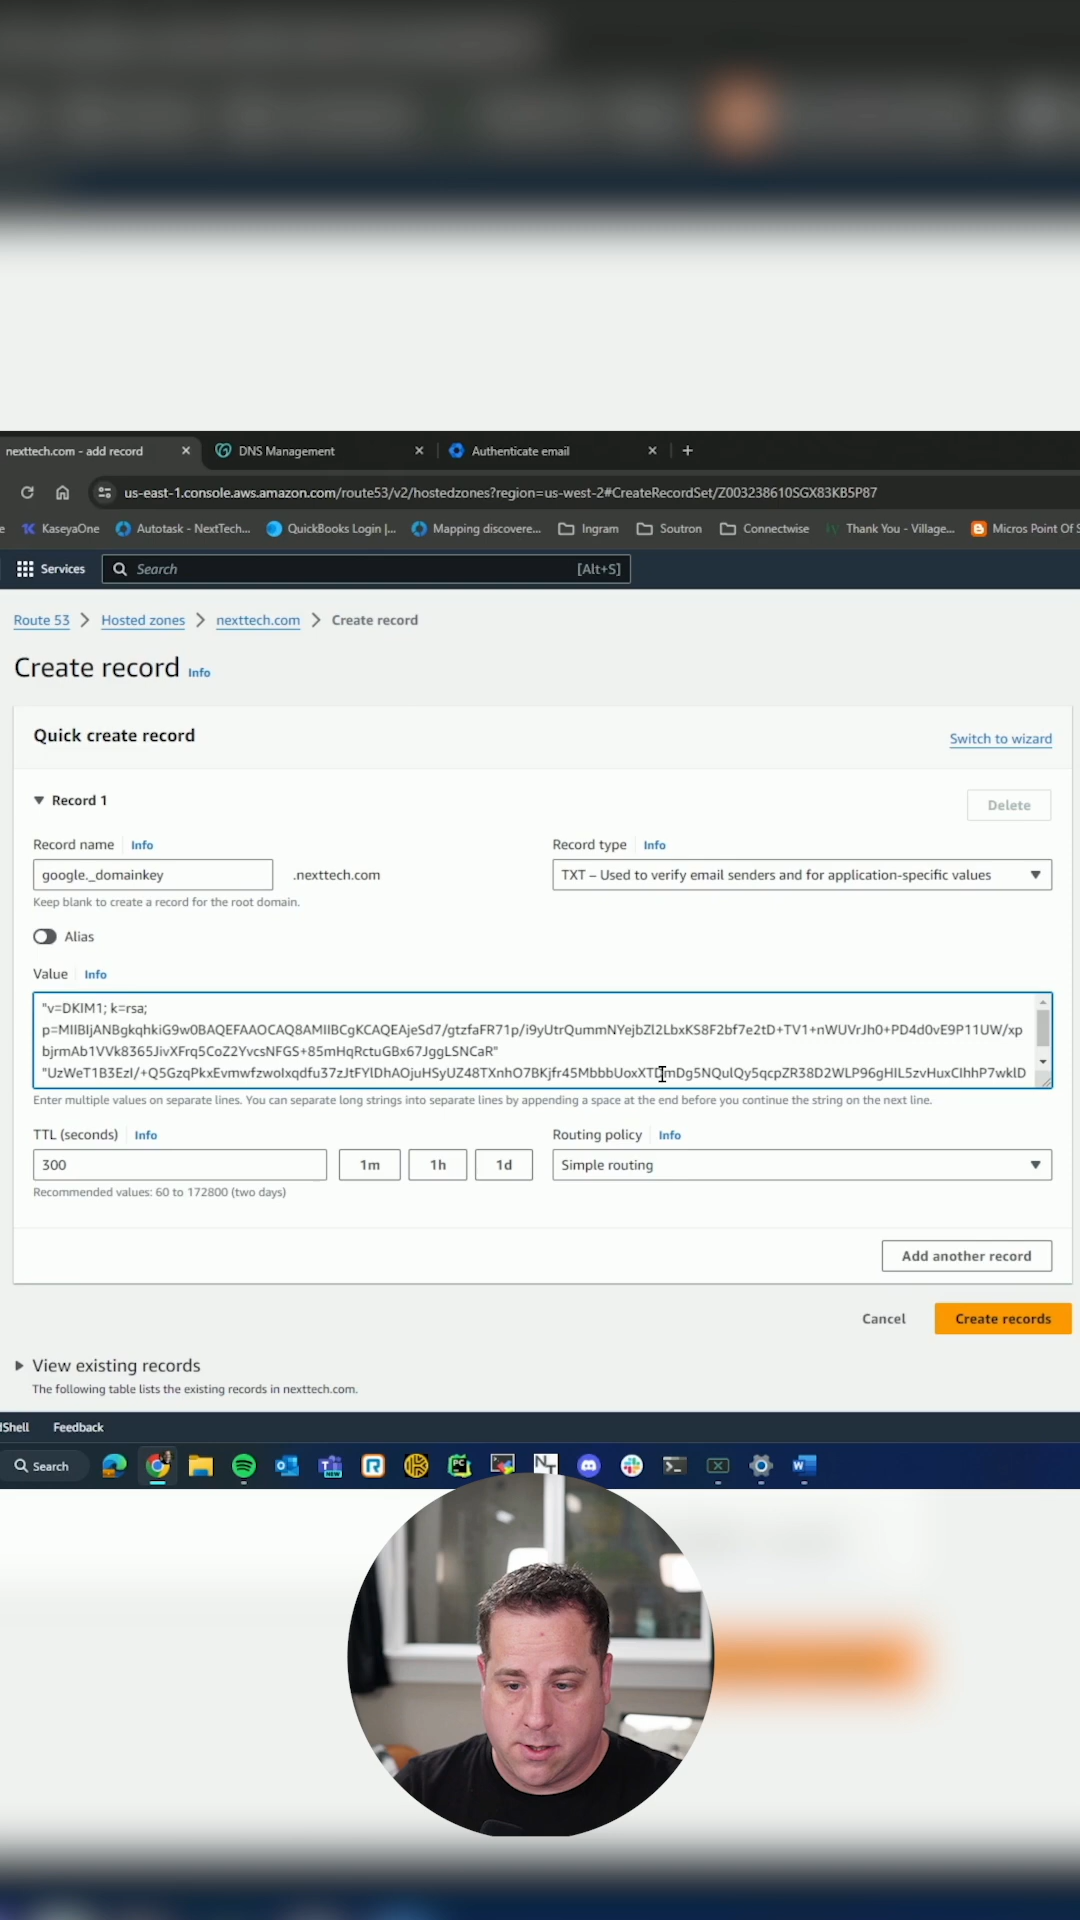 nexttech.com - add record
DNS Management
Authenticate email
us-east-1.console.aws.amazon.com/route53/v2/hostedzones?region=us-west-2#CreateRecordSet/Z003238610SGX83KB5P87
KaseyaOne
Autotask - NextTech...
QuickBooks Login |...
Mapping discovere...
Ingram
Soutron
Connectwise
Thank You - Village...
Micros Point Of S
Services
Search
[Alt+S]
Route 53 > Hosted zones > nexttech.com > Create record
Create record Info
Quick create record
Switch to wizard
Record 1
Delete
Record name Info
google._domainkey
.nexttech.com
Keep blank to create a record for the root domain.
Record type Info
TXT – Used to verify email senders and for application-specific values
Alias
Value Info
"v=DKIM1; k=rsa;
p=MIIBIjANBgkqhkiG9w0BAQEFAAOCAQ8AMIIBCgKCAQEAjeSd7/gtzfaFR71p/i9yUtrQummNYejbZl2LbxKS8F2bf7e2tD+TV1+nWUVrJh0+PD4d0vE9P11UW/xp
bjrmAb1VVk8365JivXFrq5CoZ2YvcsNFGS+85mHqRctuGBx67JggLSNCaR"
"UzWeT1B3EzI/+Q5GzqPkxEvmwfzwoIxqdfu37zJtFYlDhAOjuHSyUZ48TXnhO7BKjfr45MbbbUoxXTDmDg5NQuIQy5qcpZR38D2WLP96gHIL5zvHuxClhhP7wklD
Enter multiple values on separate lines. You can separate long strings into separate lines by appending a space at the end before you continue the string on the next line.
TTL (seconds) Info
300
1m
1h
1d
Recommended values: 60 to 172800 (two days)
Routing policy Info
Simple routing
Add another record
Cancel
Create records
View existing records
The following table lists the existing records in nexttech.com.
lShell
Feedback
Search